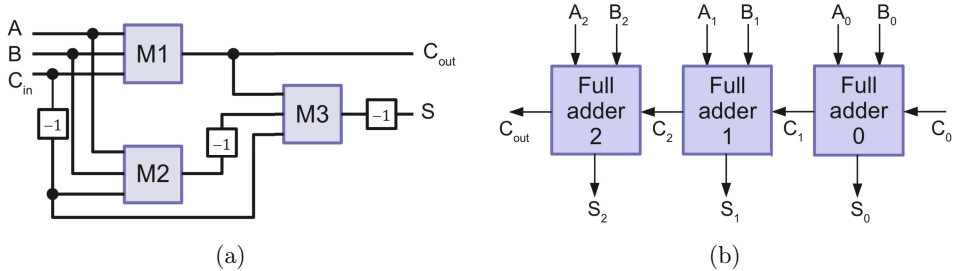 A
B
C_in
M1
C_out
-1
M2
-1
M3
-1
S
(a)
A_2 B_2 A_1 B_1 A_0 B_0
Full adder 2
Full adder 1
Full adder 0
C_out C_2 C_1 C_0
S_2 S_1 S_0
(b)